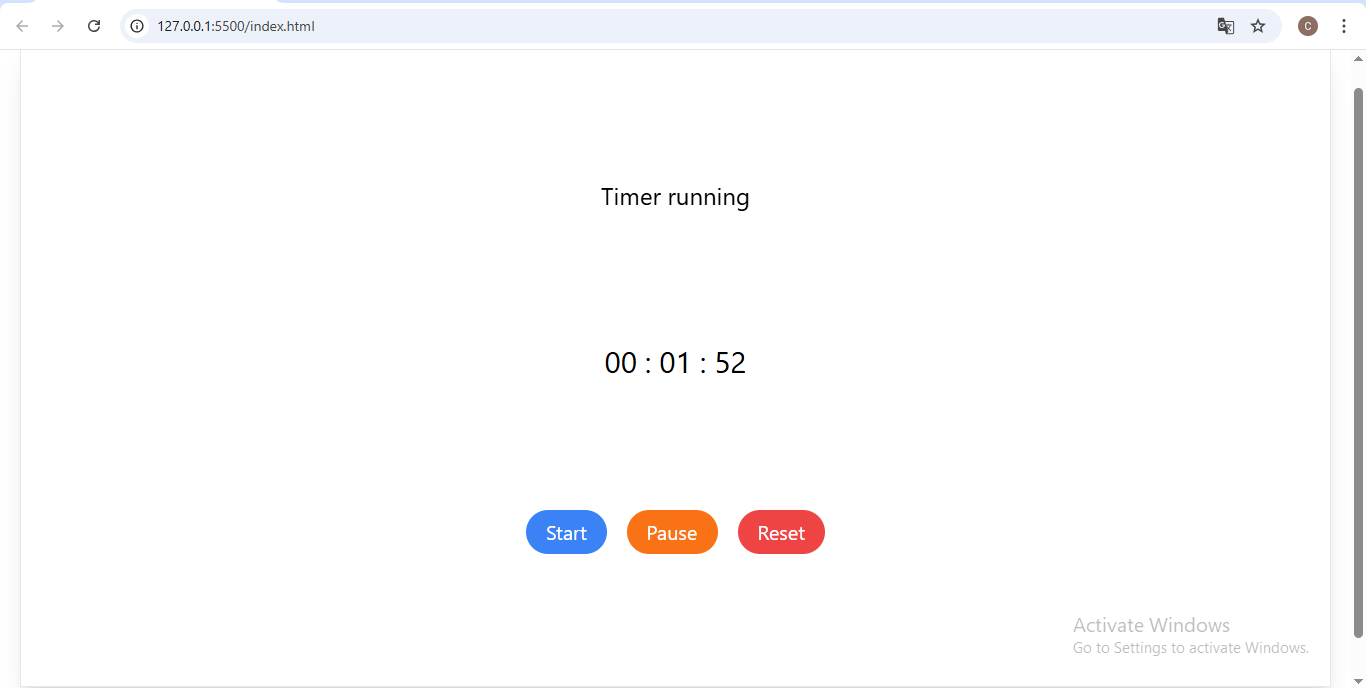 127.0.0.1:5500/index.html
C
Timer running
00 : 01 : 52
Start Pause Reset
Activate Windows
Go to Settings to activate Windows.